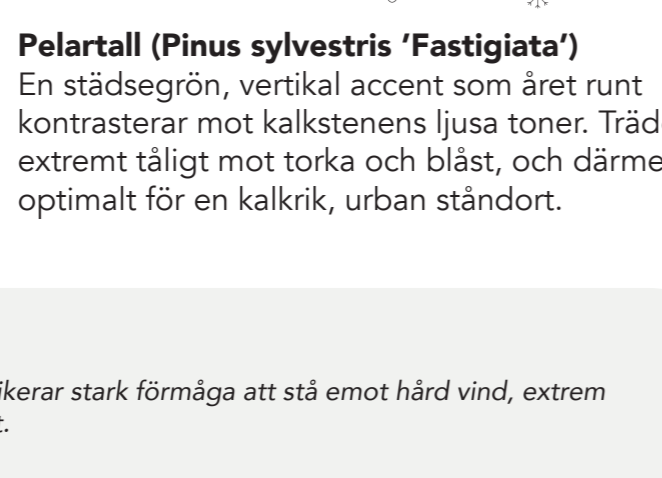 Pelartall (Pinus sylvestris ’Fastigiata’)
En städsegrön, vertikal accent som året runt
kontrasterar mot kalkstenens ljusa toner. Träd
extremt tåligt mot torka och blåst, och därme
optimalt för en kalkrik, urban ståndort.
ikerar stark förmåga att stå emot hård vind, extrem
t.